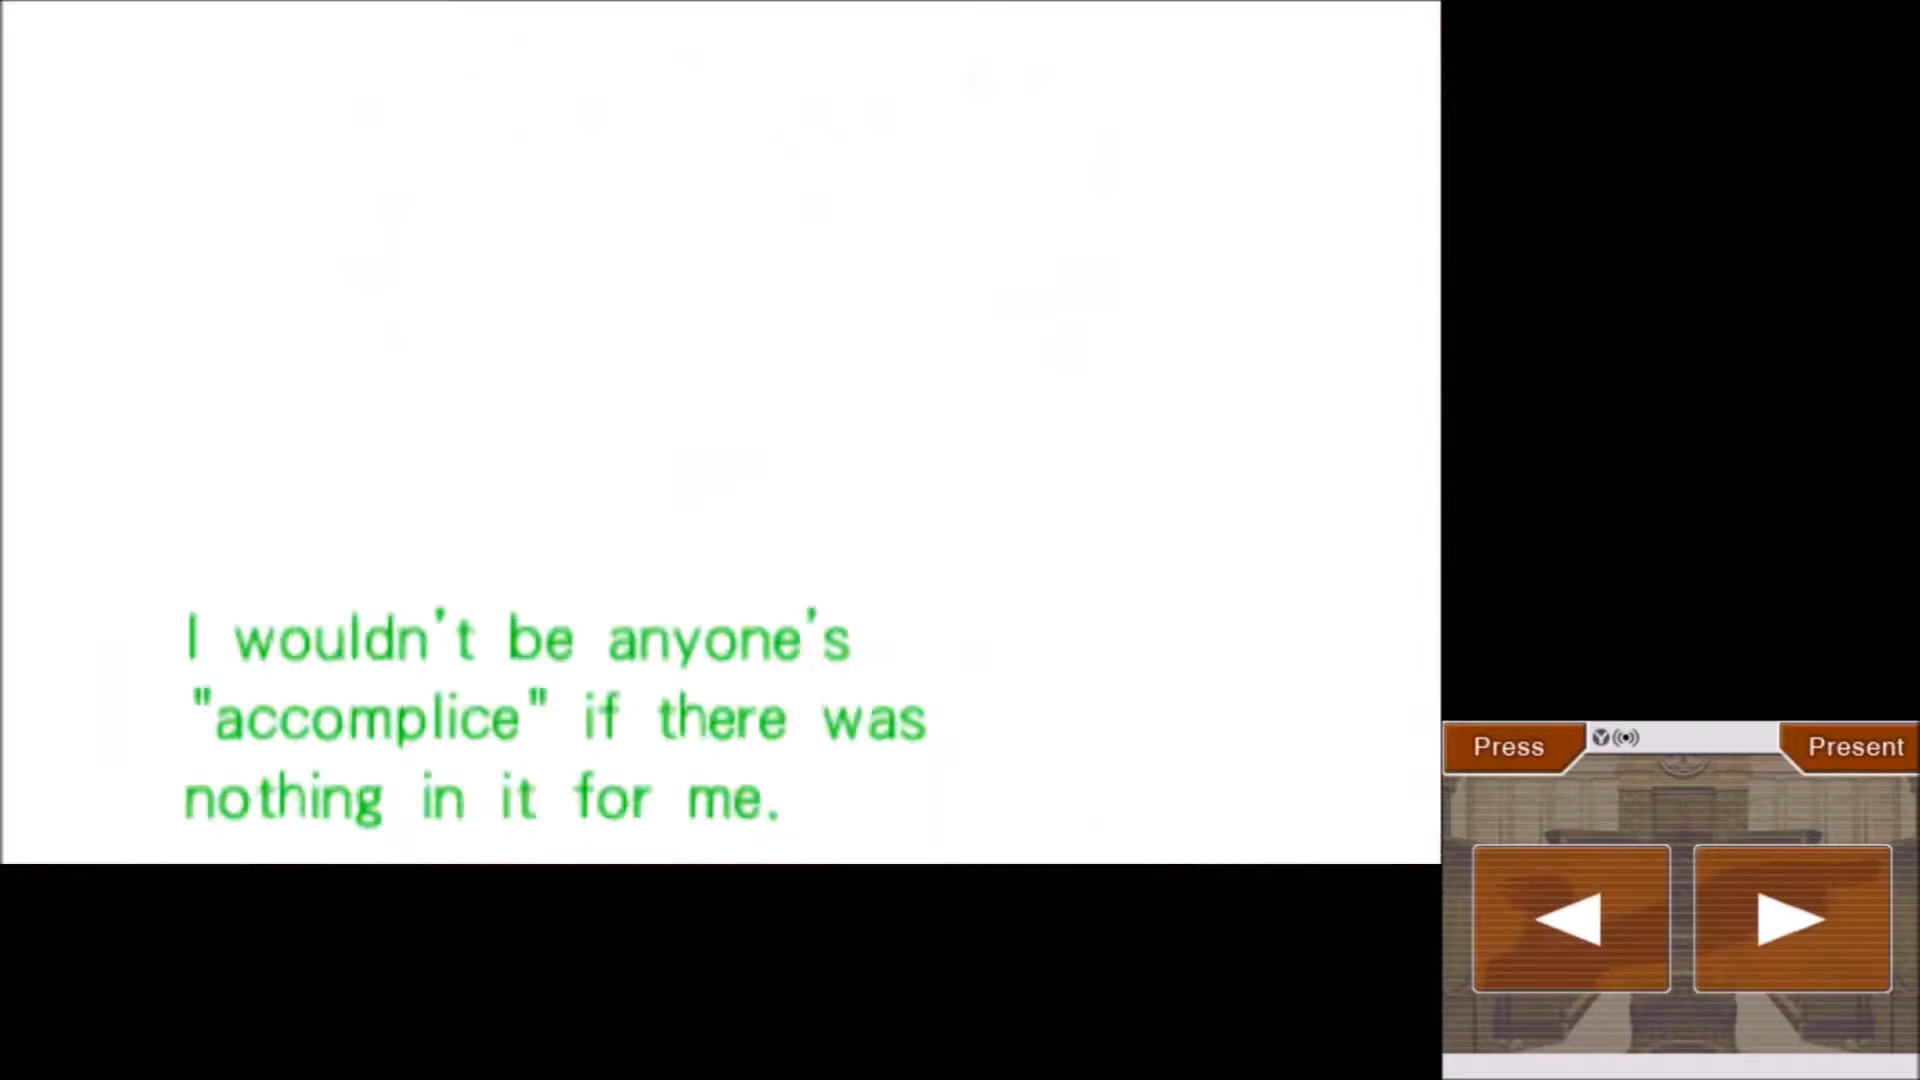 I wouldn't be anyone's
"accomplice" if there was
nothing in it for me.
Press
Y
Present